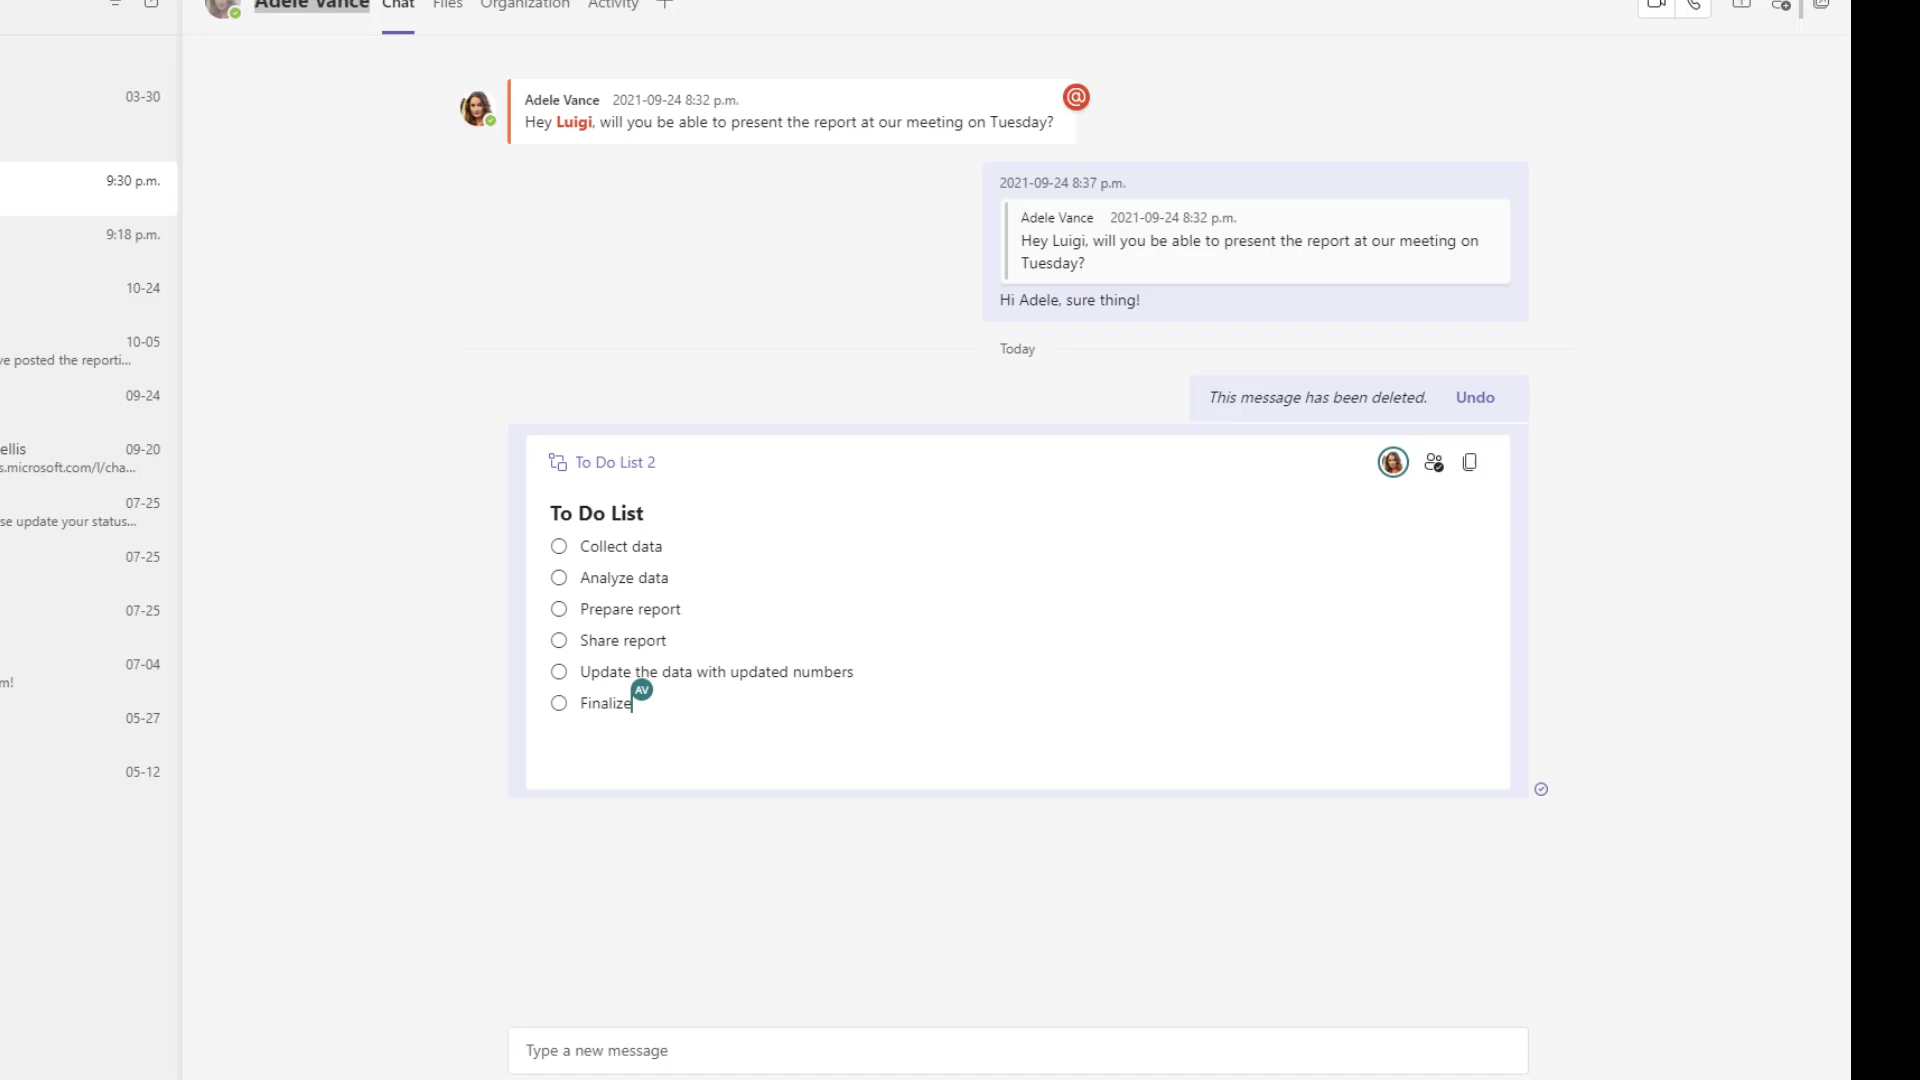 Adele Vance Chat Files Organization Activity
03-30
9:30 p.m.
9:18 p.m.
10-24
10-05
ve posted the reporti...
09-24
ellis 09-20
s.microsoft.com/l/cha...
07-25
se update your status...
07-25
07-25
07-04
m!
05-27
05-12
Adele Vance 2021-09-24 8:32 p.m.
@
Hey Luigi, will you be able to present the report at our meeting on Tuesday?
2021-09-24 8:37 p.m.
Adele Vance 2021-09-24 8:32 p.m.
Hey Luigi, will you be able to present the report at our meeting on
Tuesday?
Hi Adele, sure thing!
Today
This message has been deleted. Undo
To Do List 2
To Do List
Collect data
Analyze data
Prepare report
Share report
Update the data with updated numbers
AV
Finalize
Type a new message